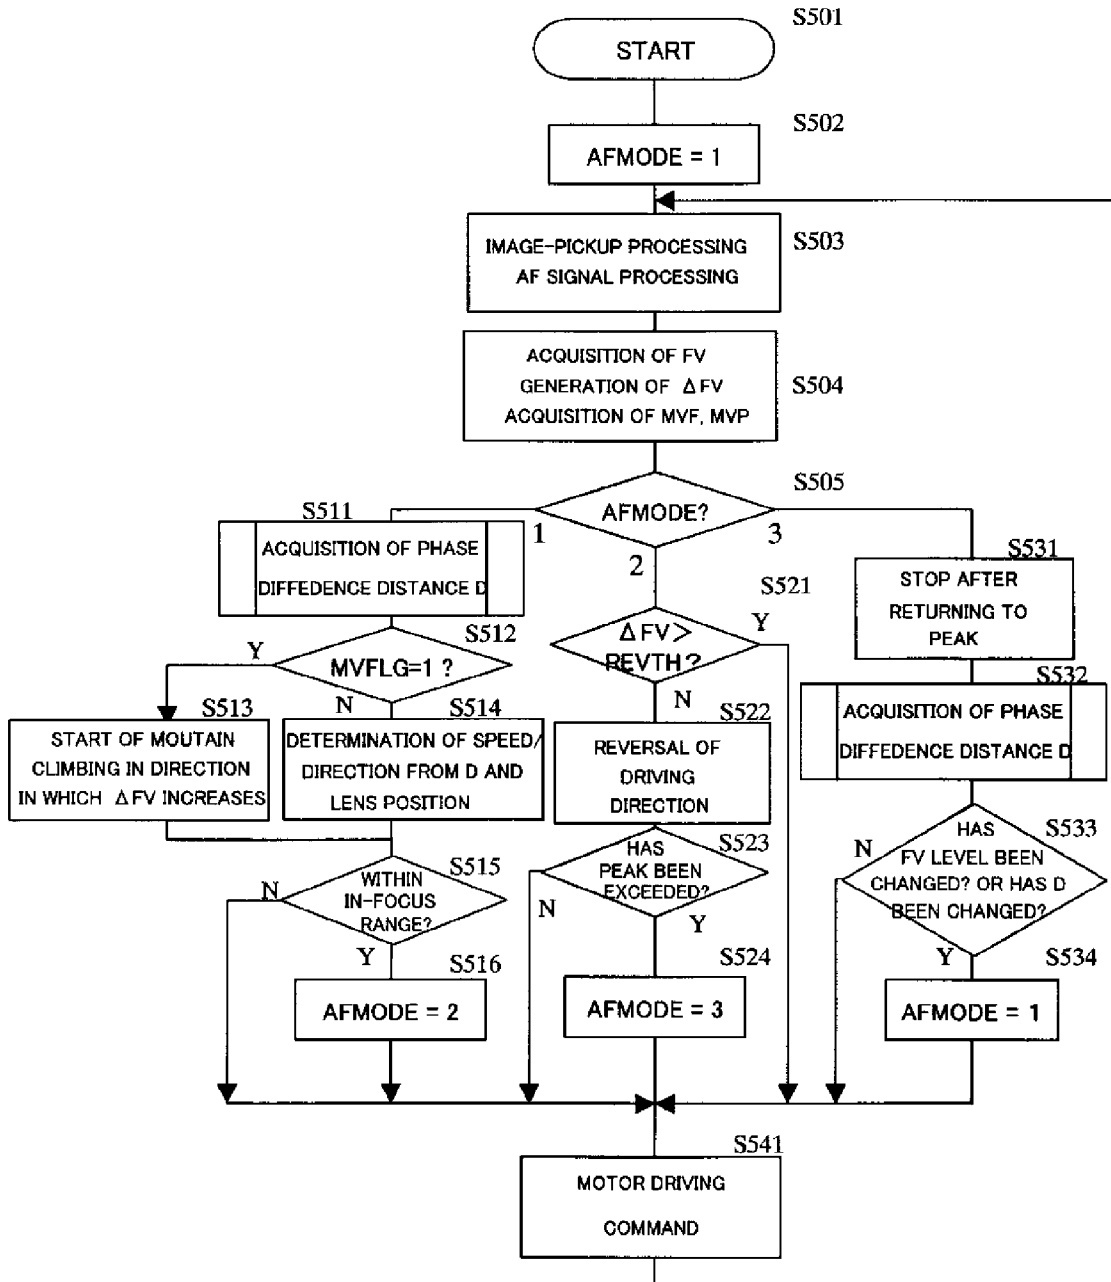 S501
START
S502
AFMODE = 1
S503
IMAGE-PICKUP PROCESSING
AF SIGNAL PROCESSING
S504
ACQUISITION OF FV
GENERATION OF ΔFV
ACQUISITION OF MVF, MVP
S505
AFMODE?
1
2
3
S511
ACQUISITION OF PHASE
DIFFEDENCE DISTANCE D
S512
MVFLG=1 ?
Y
N
S513
START OF MOUTAIN
CLIMBING IN DIRECTION
IN WHICH ΔFV INCREASES
S514
DETERMINATION OF SPEED/
DIRECTION FROM D AND
LENS POSITION
S515
WITHIN
IN-FOCUS
RANGE?
N
Y
S516
AFMODE = 2
S521
ΔFV>
REVTH?
Y
N
S522
REVERSAL OF
DRIVING
DIRECTION
S523
HAS
PEAK BEEN
EXCEEDED?
N
Y
S524
AFMODE = 3
S531
STOP AFTER
RETURNING TO
PEAK
S532
ACQUISITION OF PHASE
DIFFEDENCE DISTANCE D
S533
HAS
FV LEVEL BEEN
CHANGED? OR HAS D
BEEN CHANGED?
N
Y
S534
AFMODE = 1
S541
MOTOR DRIVING
COMMAND